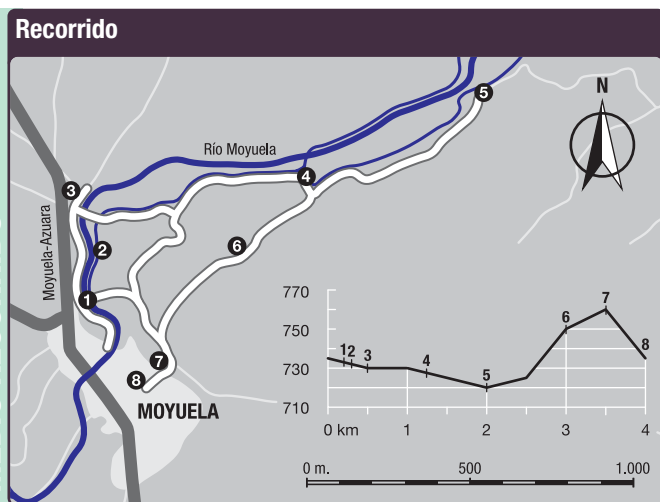 Recorrido
N
5
Río Moyuela
4
3
Moyuela-Azuara
2
6
1
7
8
MOYUELA
770
750
730
710
1 2 3 4 5 6 7 8
0 km 1 2 3 4
0 m. 500 1.000